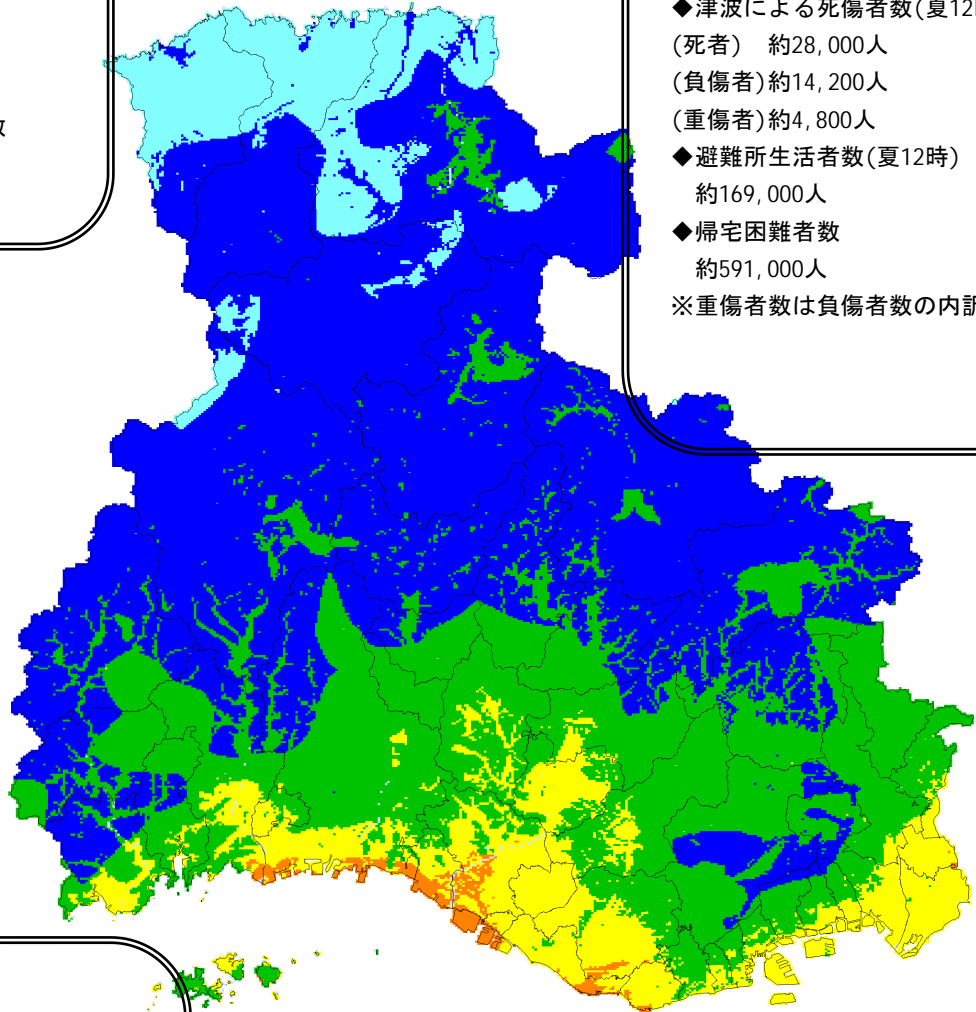 数
◆津波による死傷者数(夏12
(死者) 約28,000人
(負傷者)約14,200人
(重傷者)約4,800人
◆避難所生活者数(夏12時)
約169,000人
◆帰宅困難者数
約591,000人
※重傷者数は負傷者数の内